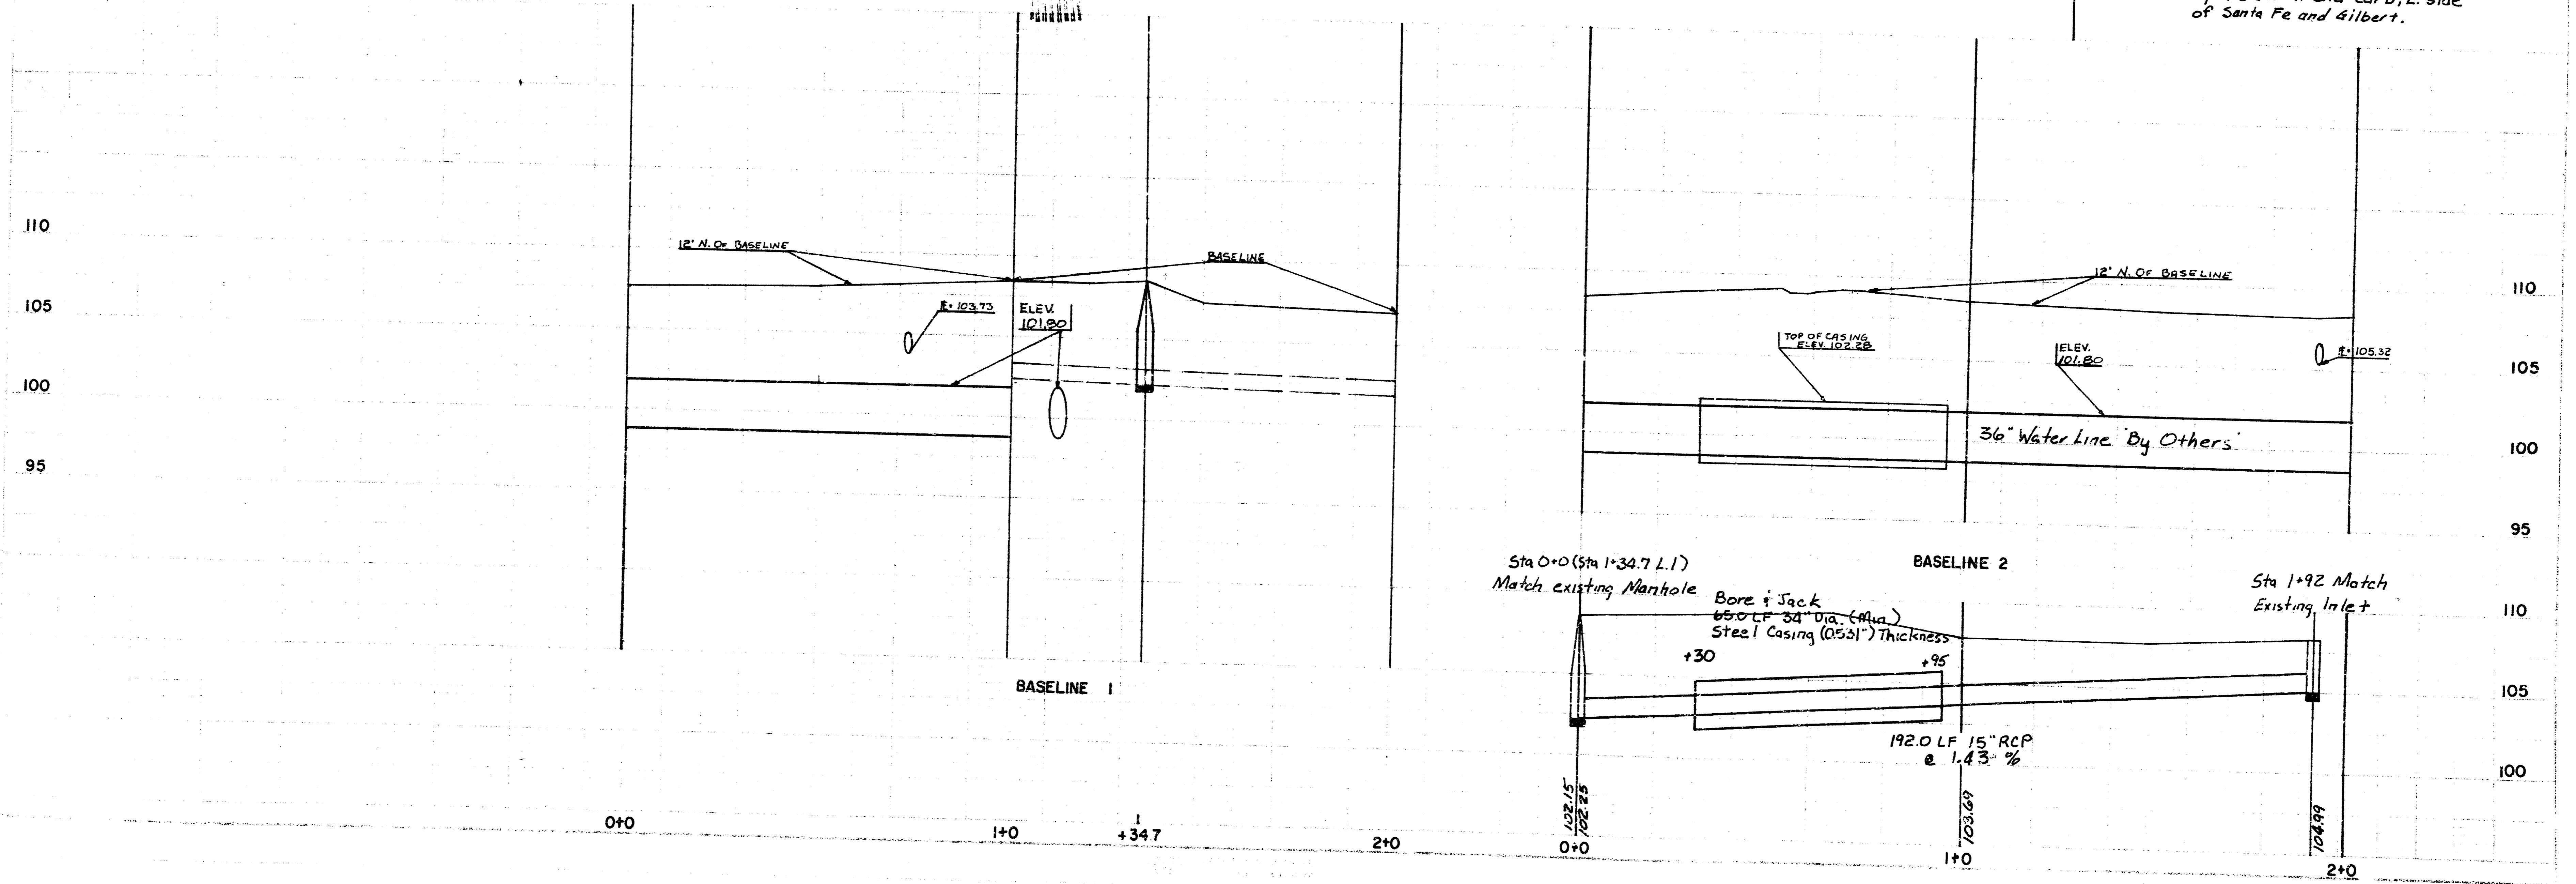 of Santa Fe and Gilbert.
110
105
100
95
12' N. OF BASELINE
BASELINE
E= 103.73
ELEV.
101.80
12' N. OF BASELINE
TOP OF CASING
ELEV. 102.28
ELEV.
101.80
E= 105.32
36" Water Line "By Others"
110
105
100
95
BASELINE 2
Sta 0+0 (Sta 1+34.7 L.1)
Match existing Manhole
Bore & Jack
65.0 LF 34" Dia. (Min.)
Steel Casing (0.531") Thickness
+30
+95
Sta 1+92 Match
Existing Inlet
110
105
100
192.0 LF 15" RCP
@ 1.43 %
BASELINE 1
102.15
102.25
103.69
104.99
0+0
1+0
+34.7
2+0
0+0
1+0
2+0